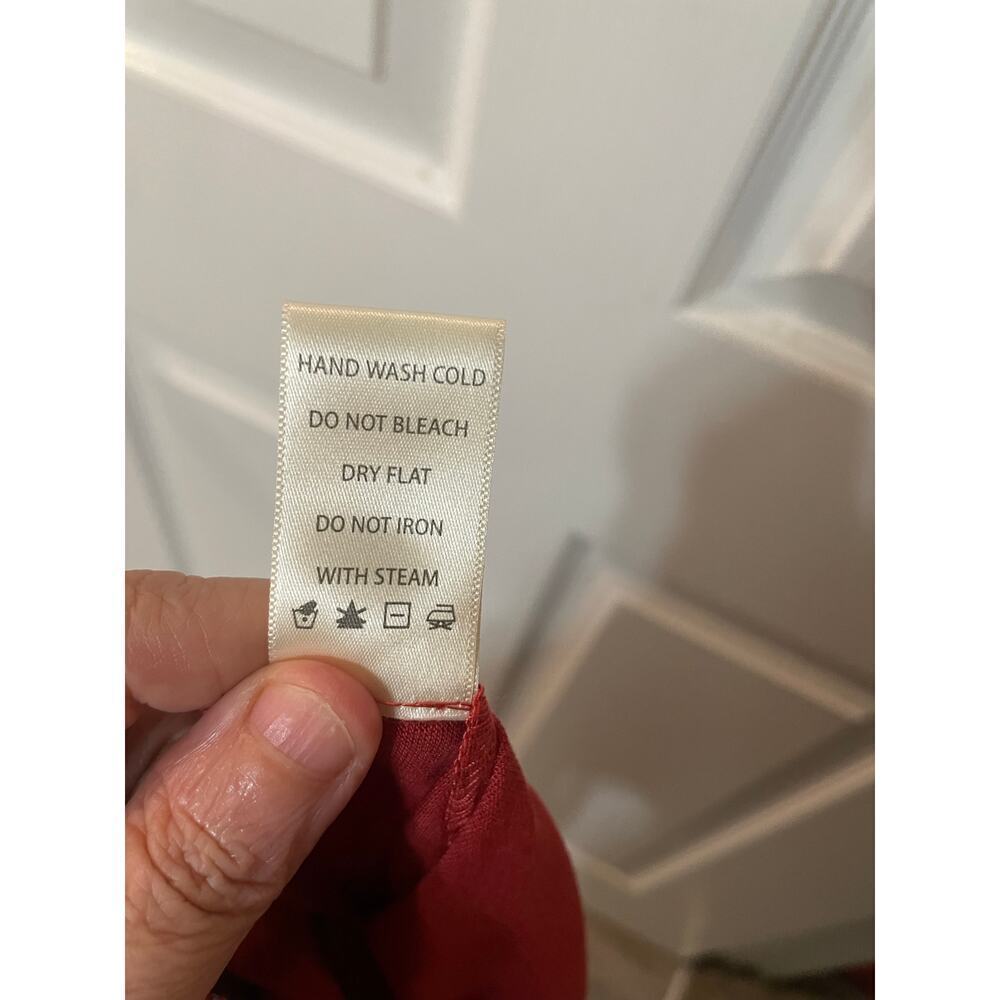 HAND WASH COLD
DO NOT BLEACH
DRY FLAT
DO NOT IRON
WITH STEAM